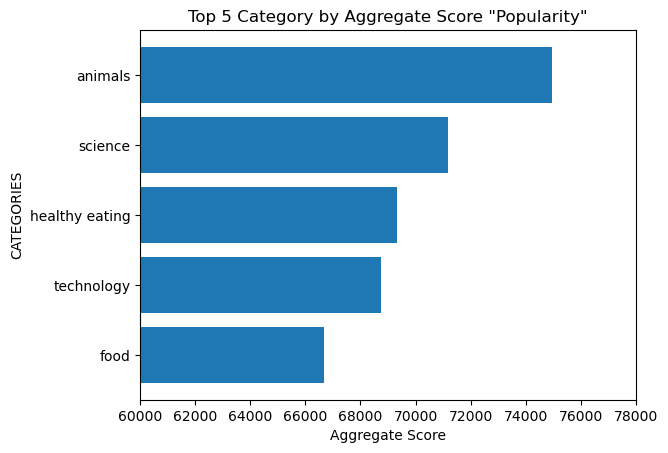 Top 5 Category by Aggregate Score "Popularity"
CATEGORIES
animals
science
healthy eating
technology
food
60000 62000 64000 66000 68000 70000 72000 74000 76000 78000
Aggregate Score